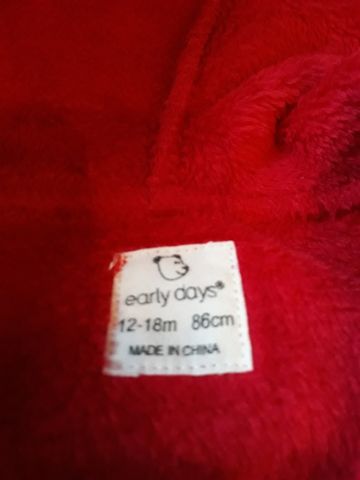 early days®
12-18m 86cm
MADE IN CHINA